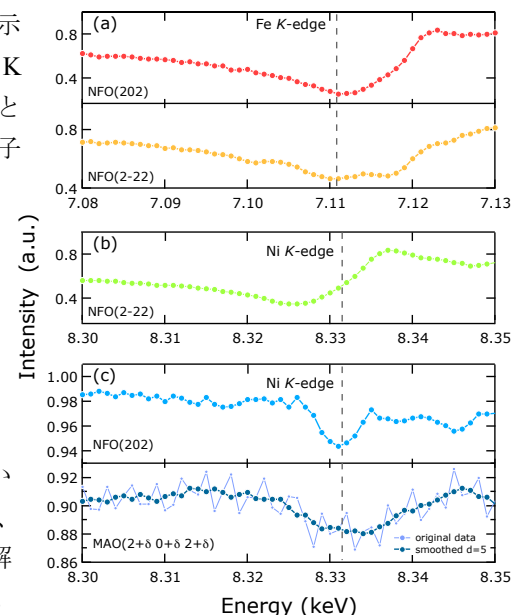 示
K
と
子
い
、
解
(a)
Fe K-edge
0.8
0.4
NFO(202)
0.8
0.4
NFO(2-22)
7.08 7.09 7.10 7.11 7.12 7.13
(b)
Ni K-edge
0.8
0.4
NFO(2-22)
8.30 8.31 8.32 8.33 8.34 8.35
Intensity (a.u.)
(c)
Ni K-edge
1.00
0.98
0.96
0.94
NFO(202)
0.92
0.90
0.88
0.86
MAO(2+δ 0+δ 2+δ)
original data
smoothed d=5
8.30 8.31 8.32 8.33 8.34 8.35
Energy (keV)